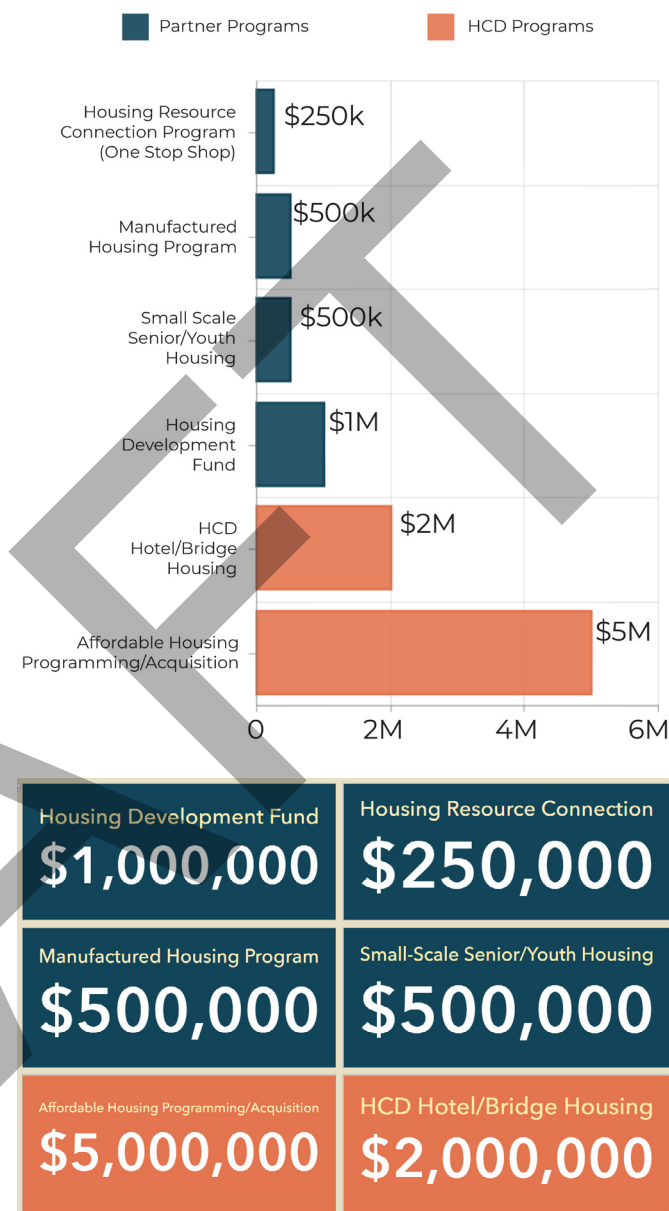 Partner Programs
HCD Programs
Housing Resource
Connection Program
(One Stop Shop)
$250k
Manufactured
Housing Program
$500k
Small Scale
Senior/Youth
Housing
$500k
Housing
Development
Fund
$1M
HCD
Hotel/Bridge
Housing
$2M
Affordable Housing
Programming/Acquisition
$5M
0
2M
4M
6M
Housing Development Fund
$1,000,000
Housing Resource Connection
$250,000
Manufactured Housing Program
$500,000
Small-Scale Senior/Youth Housing
$500,000
Affordable Housing Programming/Acquisition
$5,000,000
HCD Hotel/Bridge Housing
$2,000,000